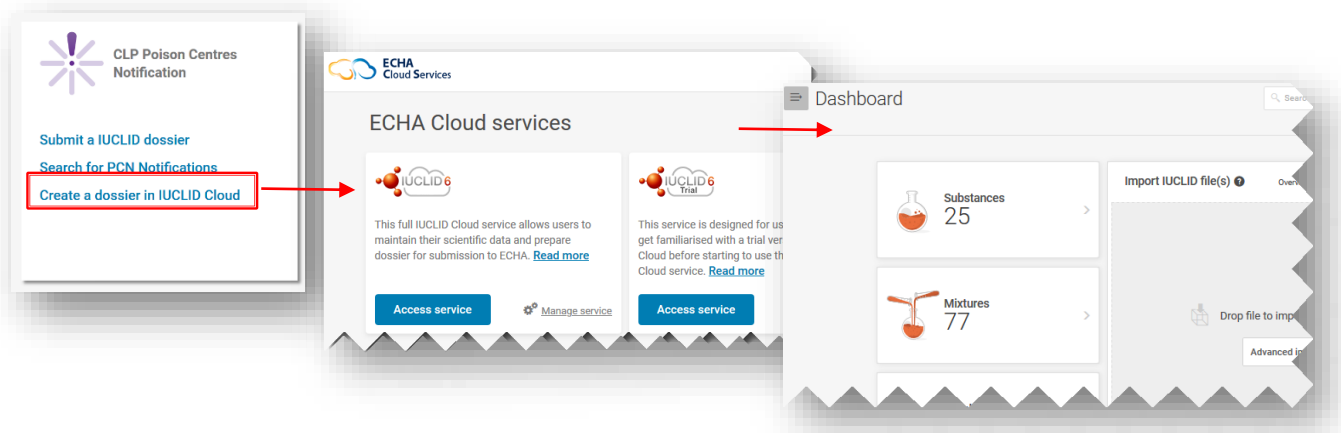 CLP Poison Centres
Notification
Submit a IUCLID dossier
Search for PCN Notifications
Create a dossier in IUCLID Cloud
ECHA
Cloud Services
ECHA Cloud services
IUCLID 6
This full IUCLID Cloud service allows users to
maintain their scientific data and prepare
dossier for submission to ECHA. Read more
Access service
Manage service
IUCLID 6
Trial
This service is designed for us
get familiarised with a trial ver
Cloud before starting to use th
Cloud service. Read more
Access service
Dashboard
Search
Substances
25
Mixtures
77
Import IUCLID file(s)
Overv
Drop file to imp
Advanced im